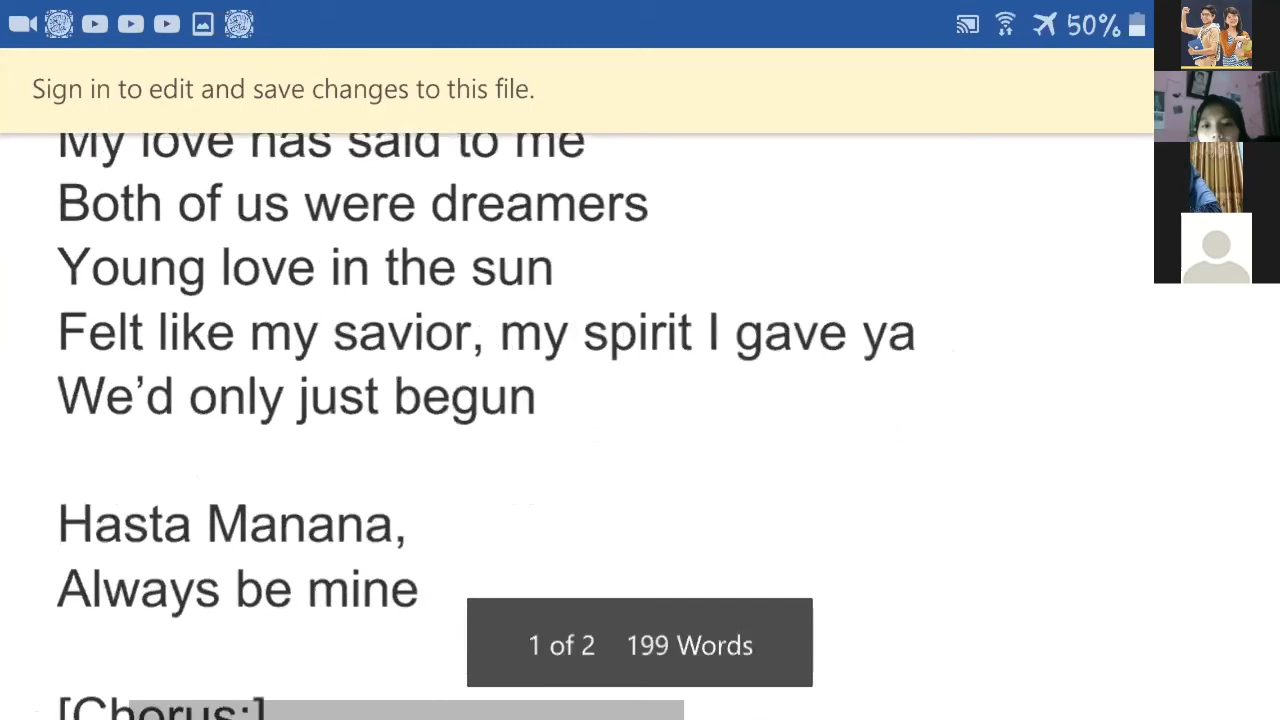 50%
Sign in to edit and save changes to this file.
My love has said to me
Both of us were dreamers
Young love in the sun
Felt like my savior, my spirit I gave ya
We’d only just begun
Hasta Manana,
Always be mine
1 of 2 199 Words
[Chorus:]